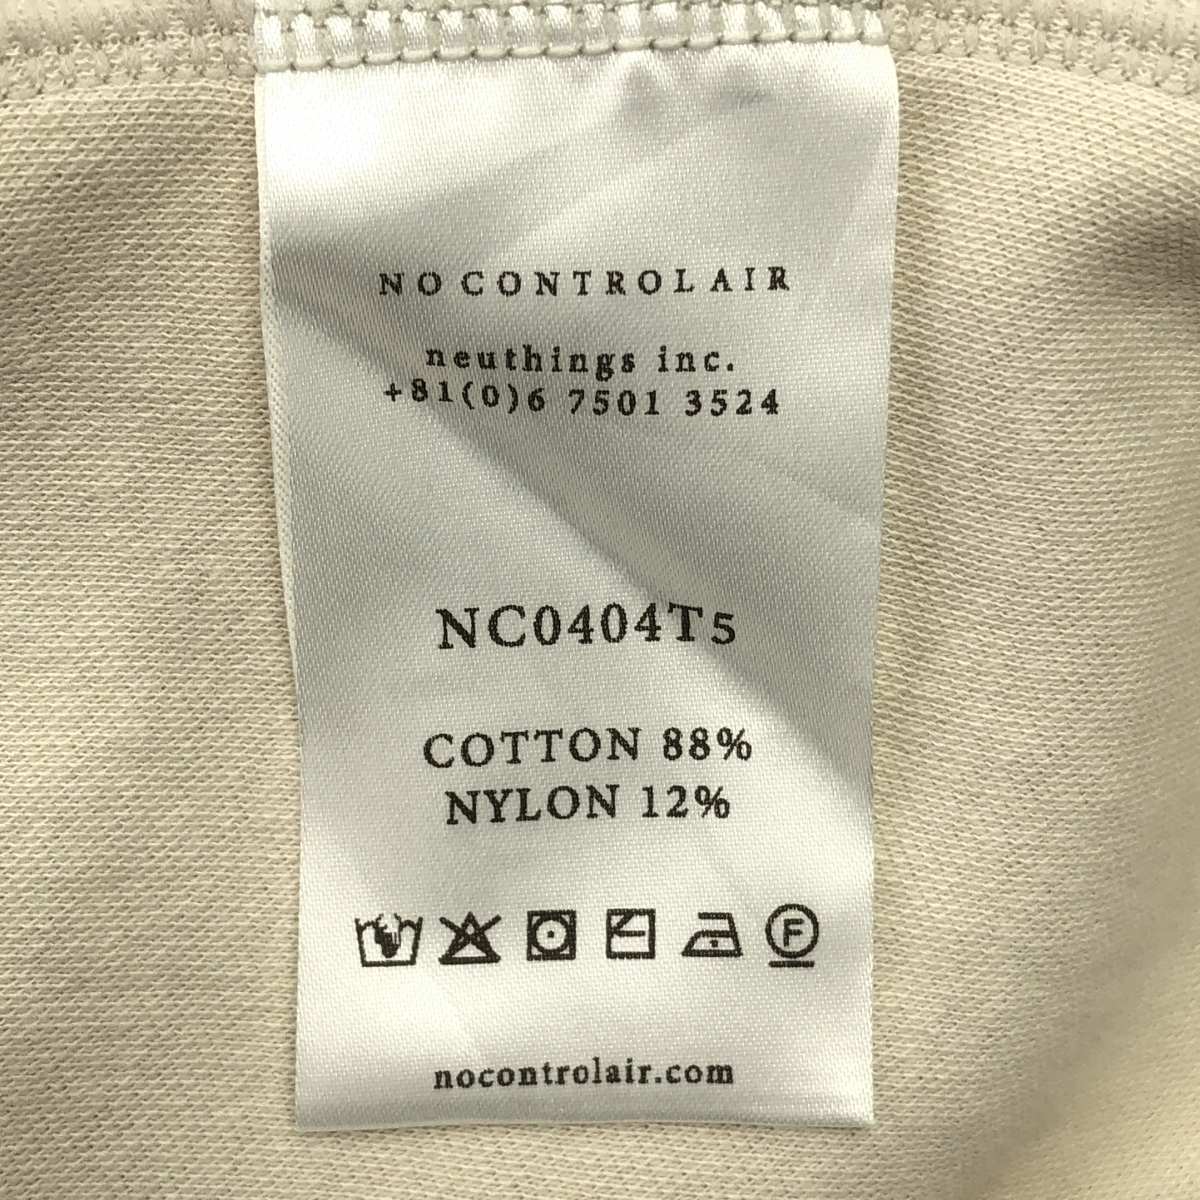 NO CONTROL AIR
neuthings inc.
+81(0)6 7501 3524
NC0404T5
COTTON 88%
NYLON 12%
F
nocontrolair.com